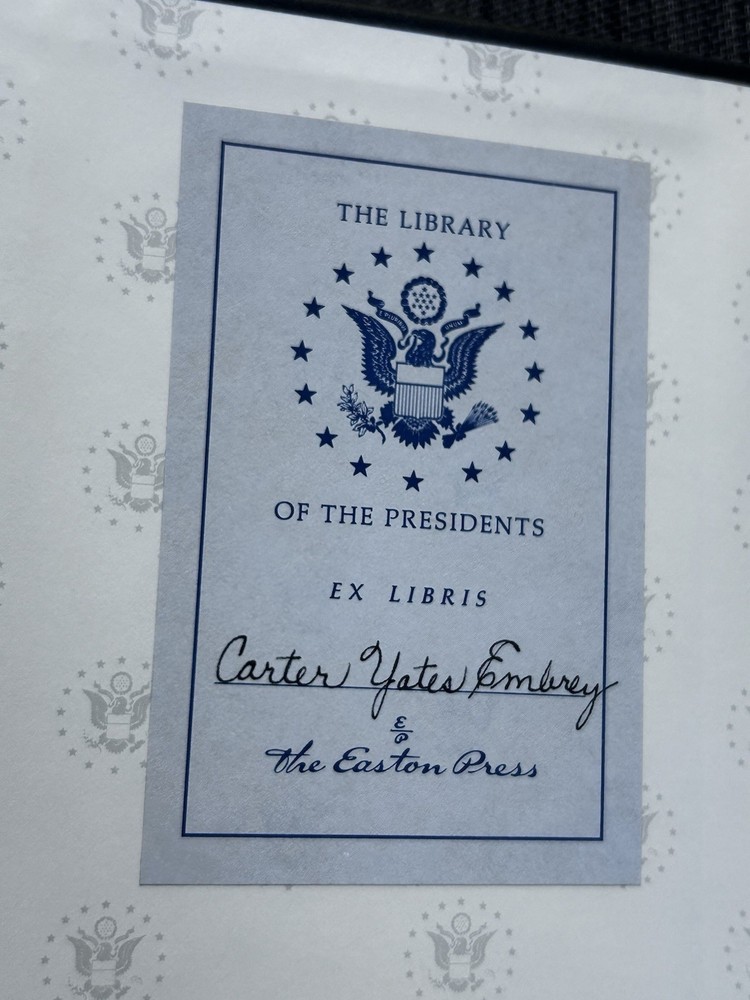 THE LIBRARY
E PLURIBUS UNUM
OF THE PRESIDENTS
EX LIBRIS
Carter Yates Embrey
E
P
The Easton Press